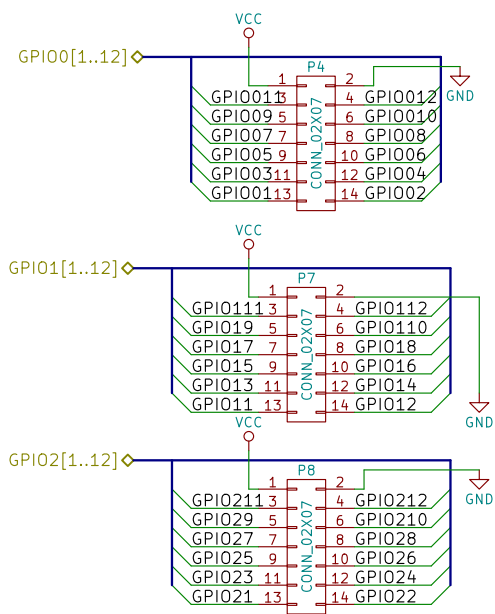 VCC
GPIO0[1..12]
P4
1 2
GND
GPIO011 3 4 GPIO012
GPIO09 5 6 GPIO010
GPIO07 7 8 GPIO08
GPIO05 9 10 GPIO06
GPIO03 11 12 GPIO04
GPIO01 13 14 GPIO02
CONN_02X07
VCC
GPIO1[1..12]
P7
1 2
GPIO111 3 4 GPIO112
GPIO19 5 6 GPIO110
GPIO17 7 8 GPIO18
GPIO15 9 10 GPIO16
GPIO13 11 12 GPIO14
GPIO11 13 14 GPIO12
CONN_02X07
GND
VCC
GPIO2[1..12]
P8
1 2
GND
GPIO211 3 4 GPIO212
GPIO29 5 6 GPIO210
GPIO27 7 8 GPIO28
GPIO25 9 10 GPIO26
GPIO23 11 12 GPIO24
GPIO21 13 14 GPIO22
CONN_02X07